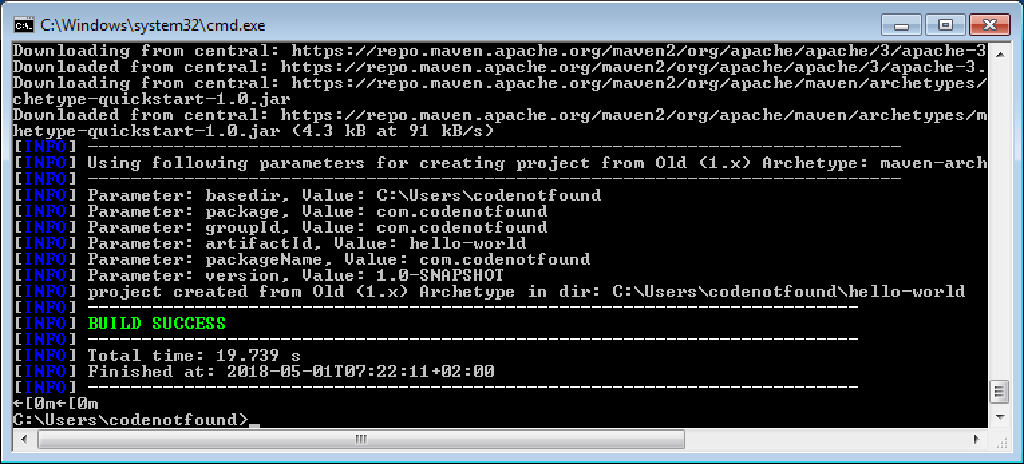 C:\Windows\system32\cmd.exe
Downloading from central: https://repo.maven.apache.org/maven2/org/apache/apache/3/apache-3
Downloaded from central: https://repo.maven.apache.org/maven2/org/apache/apache/3/apache-3.
Downloading from central: https://repo.maven.apache.org/maven2/org/apache/maven/archetypes/
chetype-quickstart-1.0.jar
Downloaded from central: https://repo.maven.apache.org/maven2/org/apache/maven/archetypes/m
hetype-quickstart-1.0.jar (4.3 kB at 91 kB/s)
[INFO] ----------------------------------------------------------------------------
[INFO] Using following parameters for creating project from Old (1.x) Archetype: maven-arch
[INFO] ----------------------------------------------------------------------------
[INFO] Parameter: basedir, Value: C:\Users\codenotfound
[INFO] Parameter: package, Value: com.codenotfound
[INFO] Parameter: groupId, Value: com.codenotfound
[INFO] Parameter: artifactId, Value: hello-world
[INFO] Parameter: packageName, Value: com.codenotfound
[INFO] Parameter: version, Value: 1.0-SNAPSHOT
[INFO] project created from Old (1.x) Archetype in dir: C:\Users\codenotfound\hello-world
[INFO] ------------------------------------------------------------------------
[INFO] BUILD SUCCESS
[INFO] ------------------------------------------------------------------------
[INFO] Total time: 19.739 s
[INFO] Finished at: 2018-05-01T07:22:11+02:00
[INFO] ------------------------------------------------------------------------
←[0m←[0m
C:\Users\codenotfound>_